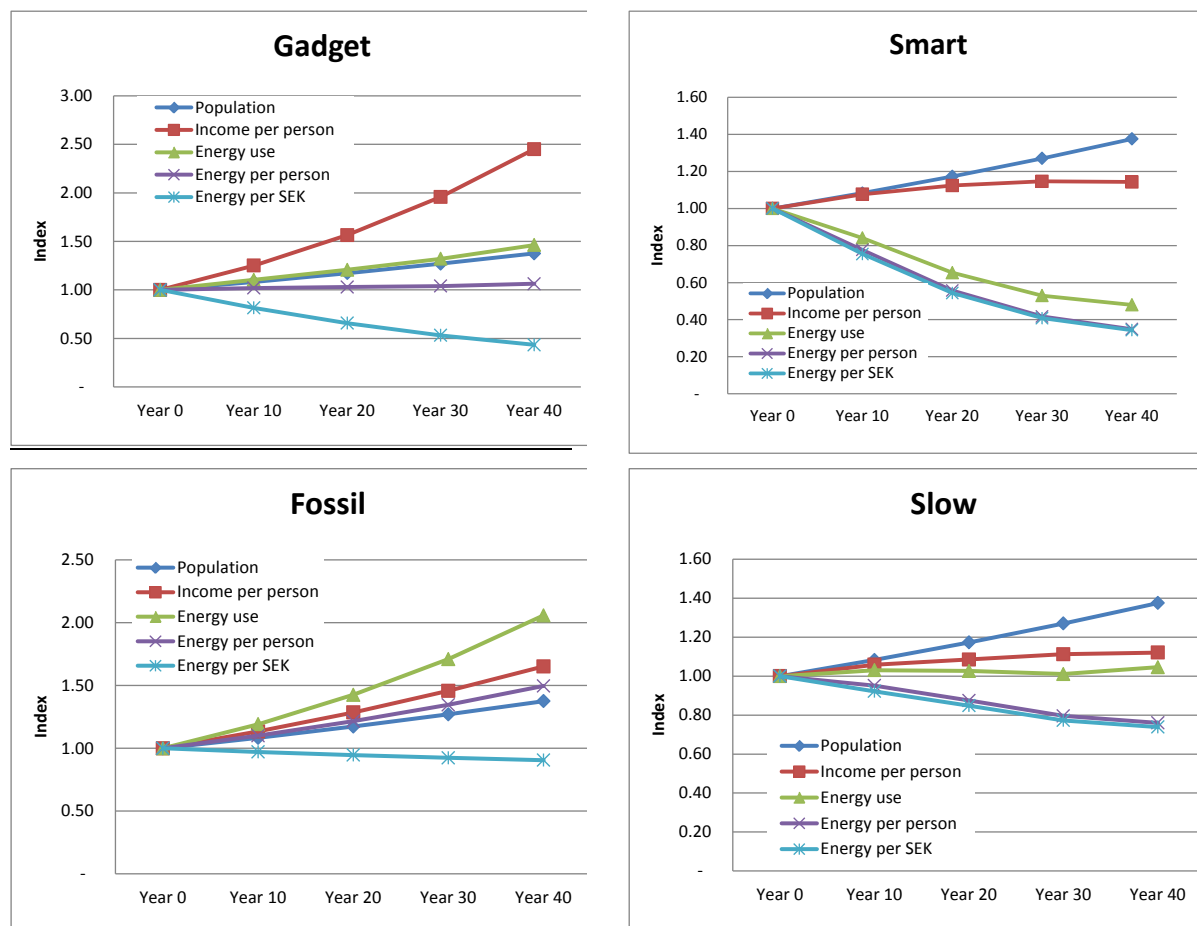 Gadget
3.00
2.50
2.00
1.50
1.00
0.50
-
Index
Population
Income per person
Energy use
Energy per person
Energy per SEK
Year 0 Year 10 Year 20 Year 30 Year 40
Smart
1.60
1.40
1.20
1.00
0.80
0.60
0.40
0.20
-
Index
Population
Income per person
Energy use
Energy per person
Energy per SEK
Year 0 Year 10 Year 20 Year 30 Year 40
Fossil
2.50
2.00
1.50
1.00
0.50
-
Index
Population
Income per person
Energy use
Energy per person
Energy per SEK
Year 0 Year 10 Year 20 Year 30 Year 40
Slow
1.60
1.40
1.20
1.00
0.80
0.60
0.40
0.20
-
Index
Population
Income per person
Energy use
Energy per person
Energy per SEK
Year 0 Year 10 Year 20 Year 30 Year 40